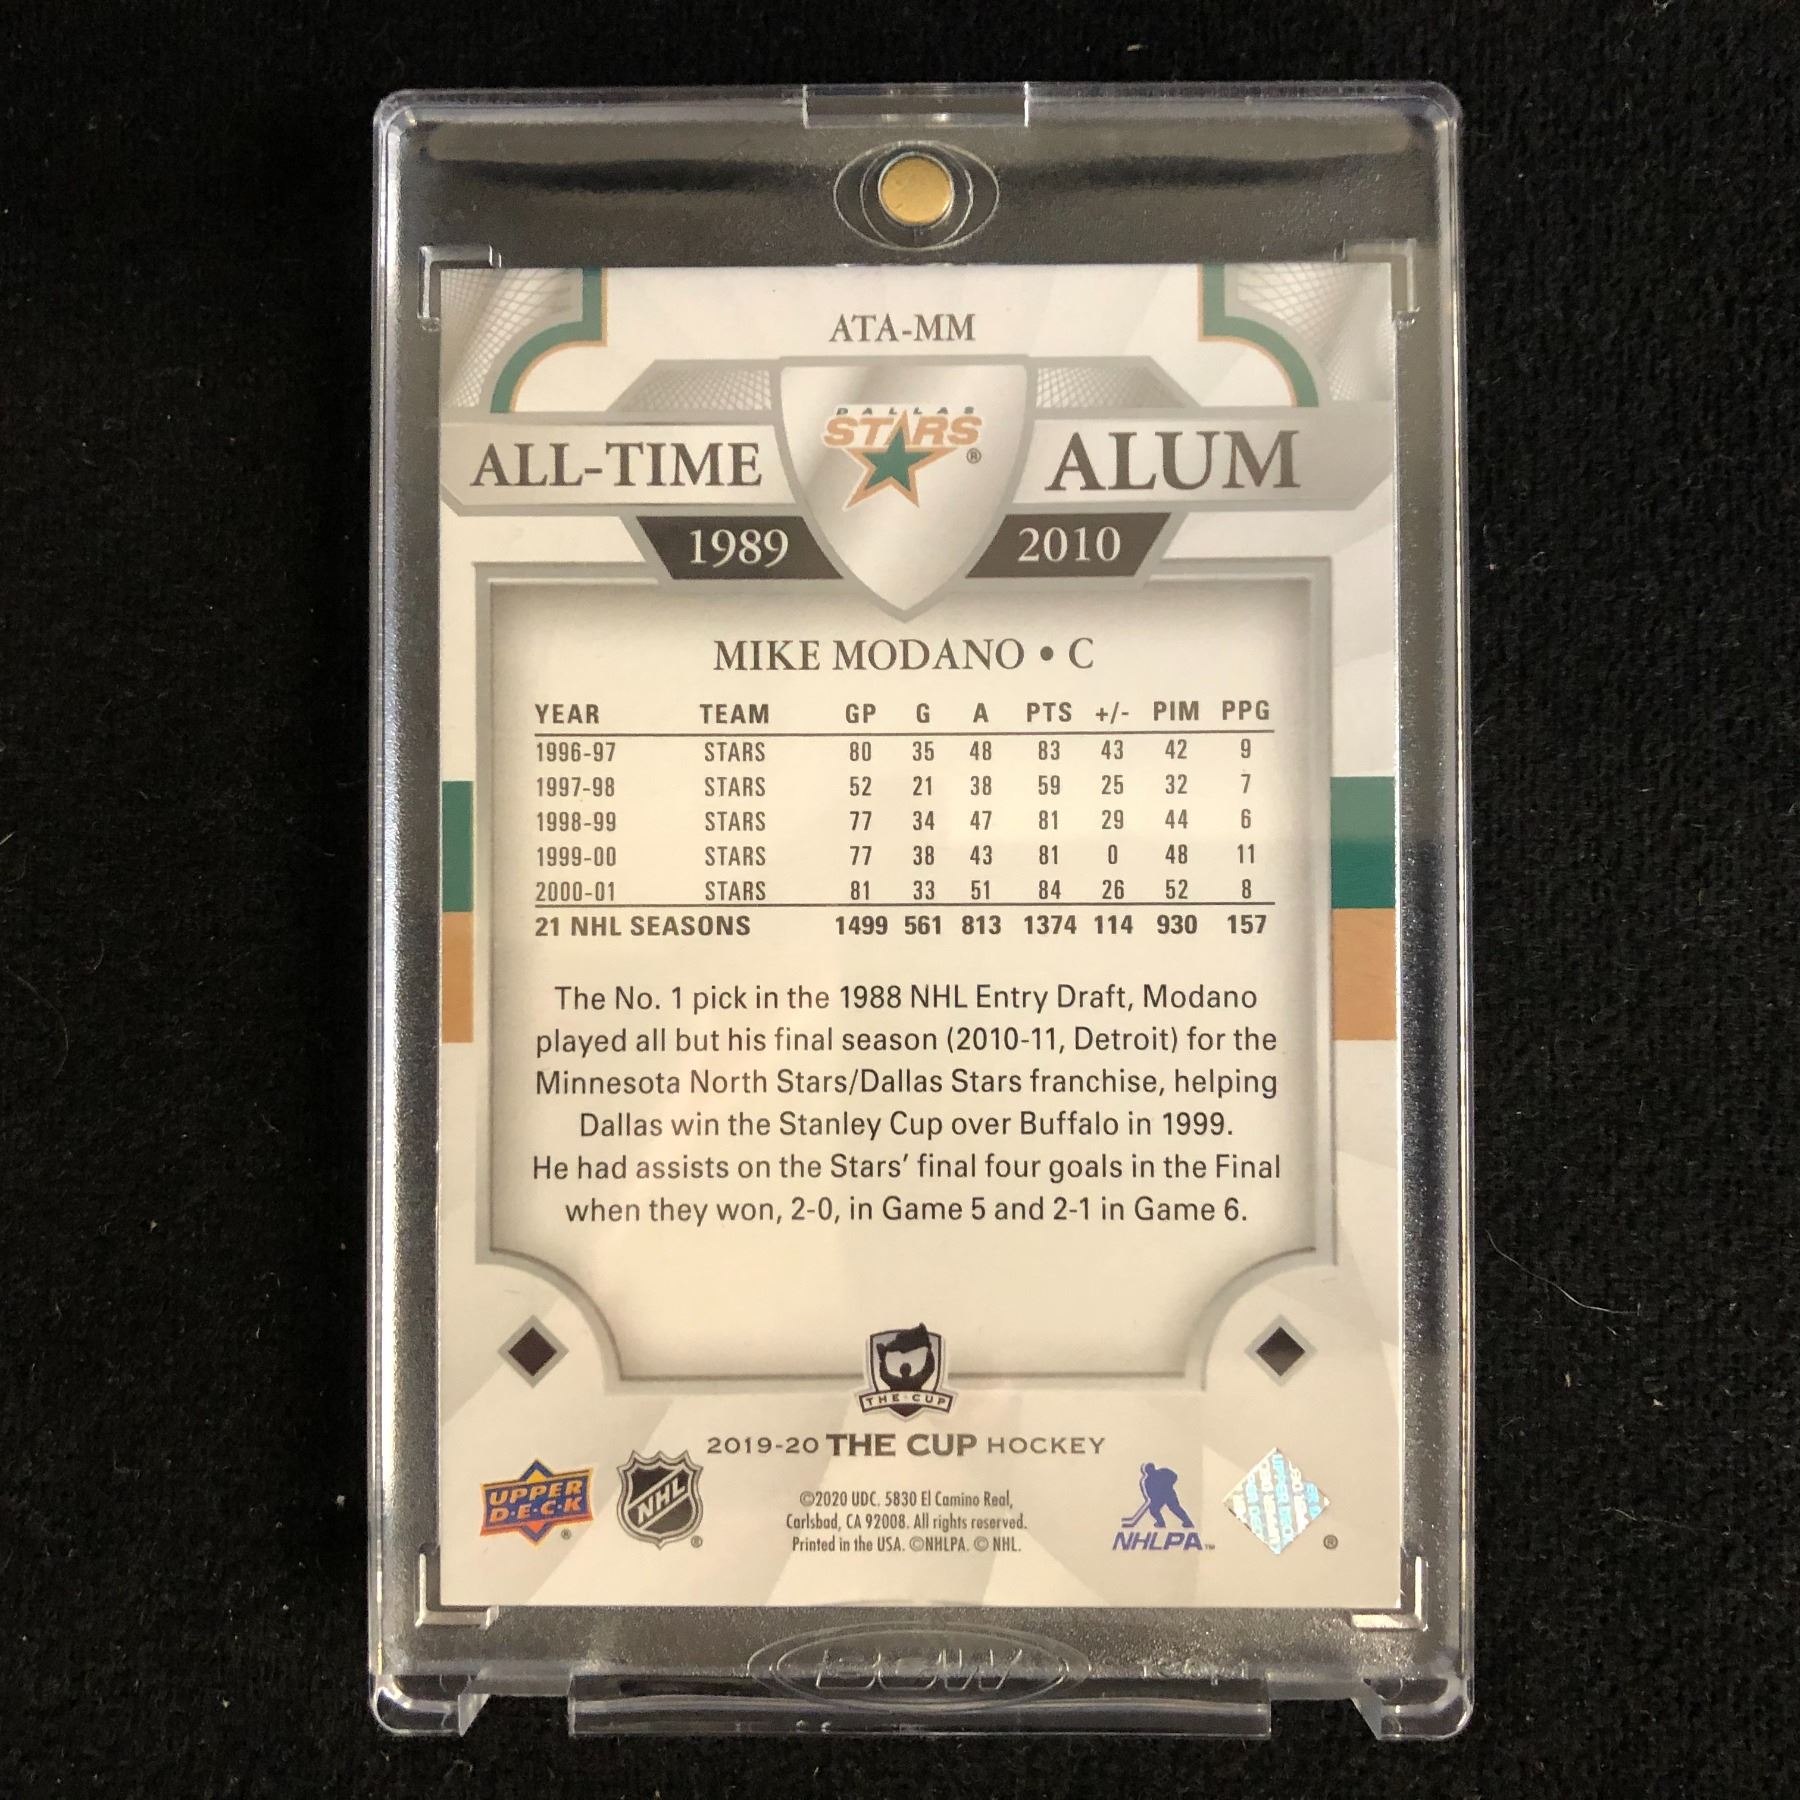 ATA-MM
DALLAS
STARS®
ALL-TIME ALUM
1989 2010
MIKE MODANO • C
YEAR TEAM GP G A PTS +/- PIM PPG
1996-97 STARS 80 35 48 83 43 42 9
1997-98 STARS 52 21 38 59 25 32 7
1998-99 STARS 77 34 47 81 29 44 6
1999-00 STARS 77 38 43 81 0 48 11
2000-01 STARS 81 33 51 84 26 52 8
21 NHL SEASONS 1499 561 813 1374 114 930 157
The No. 1 pick in the 1988 NHL Entry Draft, Modano
played all but his final season (2010-11, Detroit) for the
Minnesota North Stars/Dallas Stars franchise, helping
Dallas win the Stanley Cup over Buffalo in 1999.
He had assists on the Stars' final four goals in the Final
when they won, 2-0, in Game 5 and 2-1 in Game 6.
THE CUP
2019-20 THE CUP HOCKEY
UPPER
D·E·C·K®
NHL®
©2020 UDC. 5830 El Camino Real,
Carlsbad, CA 92008. All rights reserved.
Printed in the USA. ©NHLPA. © NHL.
NHLPA™
®
BCW